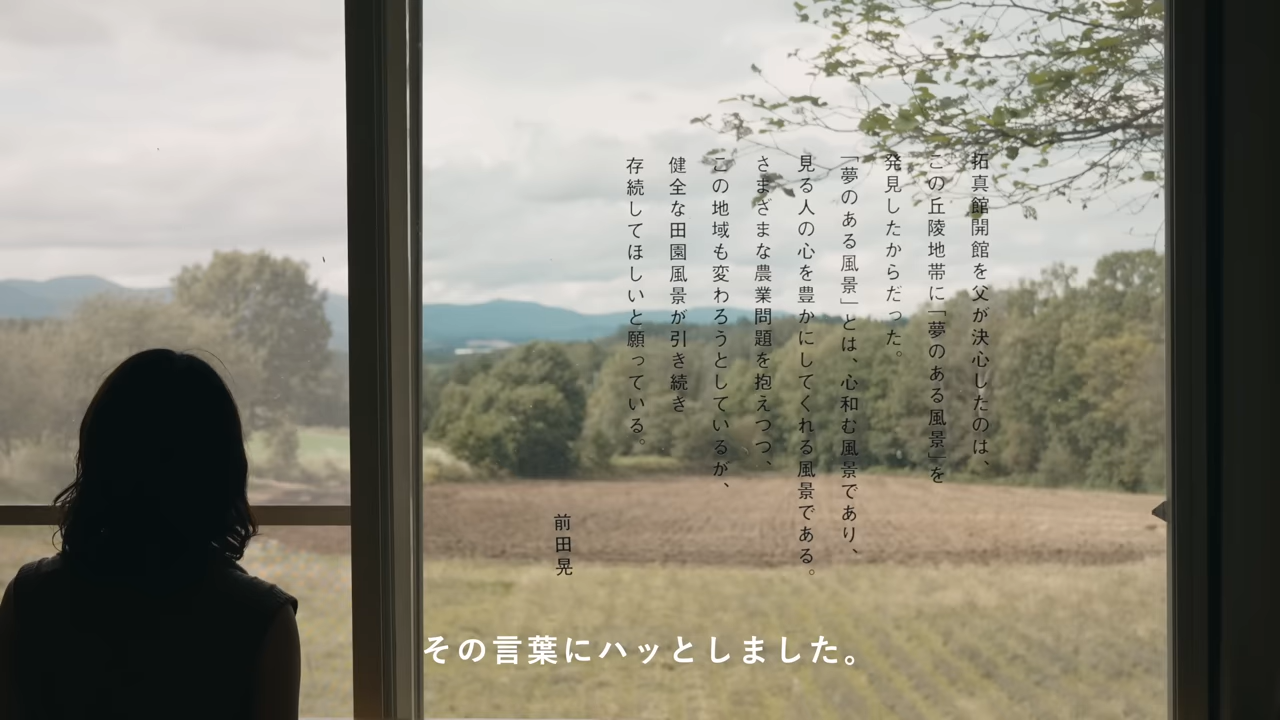 拓真館開館を父が決心したのは、
この丘陵地帯に「夢のある風景」を
発見したからだった。
「夢のある風景」とは、心和む風景であり、
見る人の心を豊かにしてくれる風景である。
さまざまな農業問題を抱えつつ、
この地域も変わろうとしているが、
健全な田園風景が引き続き
存続してほしいと願っている。
前田晃
その言葉にハッとしました。